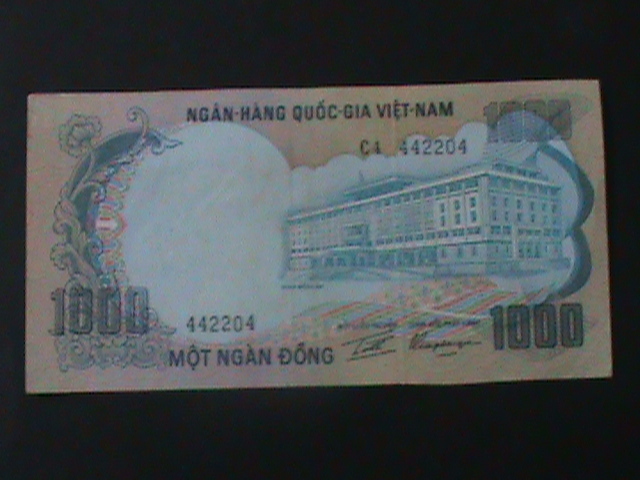 NGÂN-HÀNG QUỐC-GIA VIỆT-NAM
1000
C4 442204
1000
442204
1000
MỘT NGÀN ĐỒNG